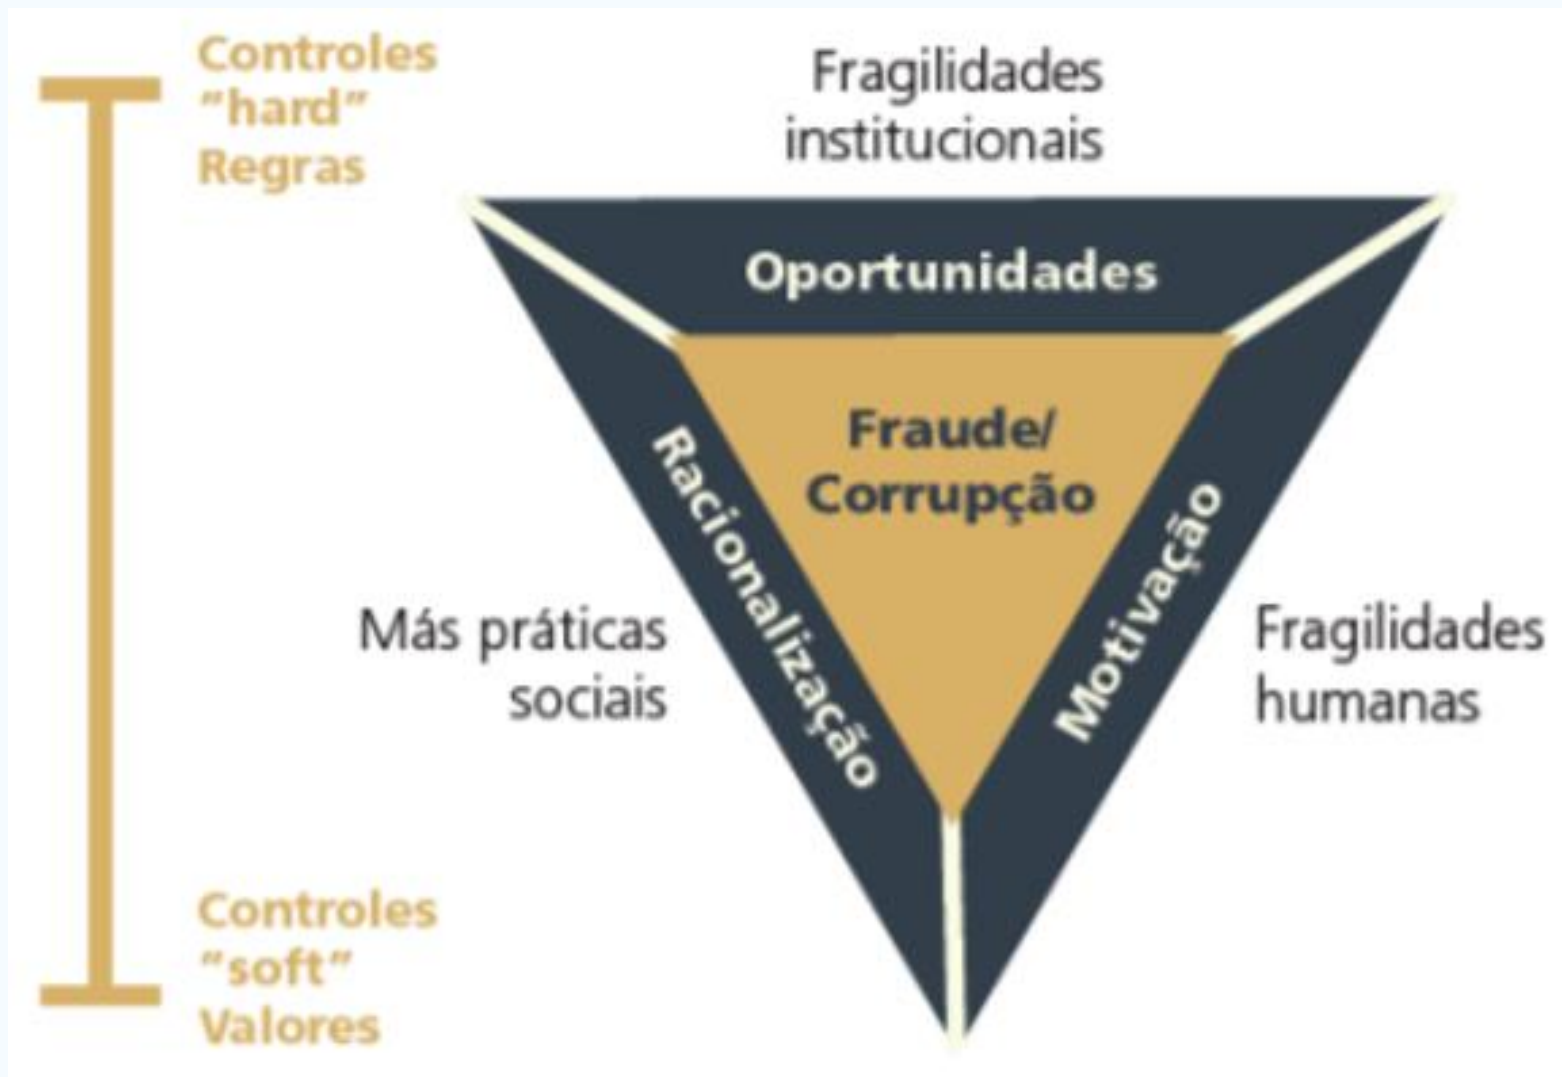 Controles
"hard"
Regras
Fragilidades
institucionais
Oportunidades
Fraude/
Corrupção
Racionalização
Motivação
Más práticas
sociais
Fragilidades
humanas
Controles
"soft"
Valores